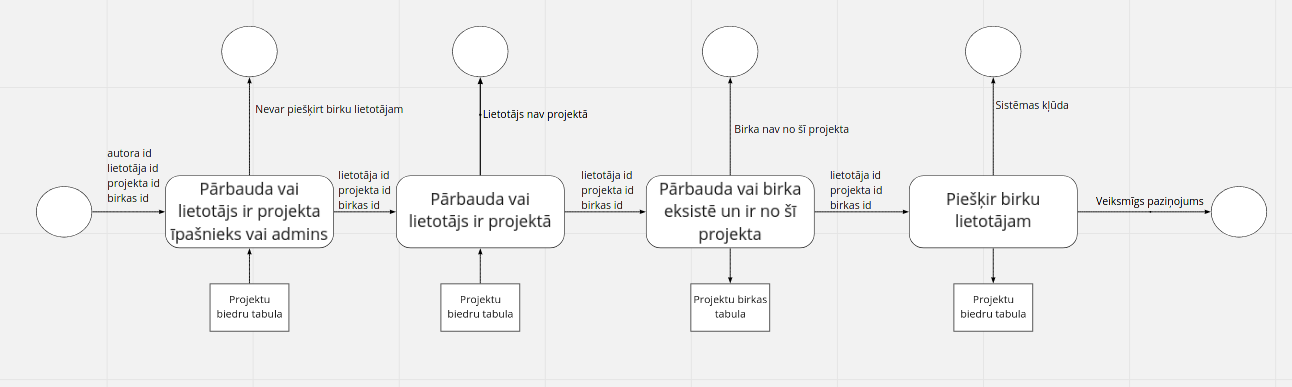 Nevar piešķirt birku lietotājam
Lietotājs nav projektā
Birka nav no šī projekta
Sistēmas kļūda
autora id
lietotāja id
projekta id
birkas id
Pārbauda vai
lietotājs ir projekta
īpašnieks vai admins
lietotāja id
projekta id
birkas id
Pārbauda vai
lietotājs ir projektā
lietotāja id
projekta id
birkas id
Pārbauda vai birka
eksistē un ir no šī
projekta
lietotāja id
projekta id
birkas id
Piešķir birku
lietotājam
Veiksmīgs paziņojums
Projektu
biedru tabula
Projektu
biedru tabula
Projektu birkas
tabula
Projektu
biedru tabula